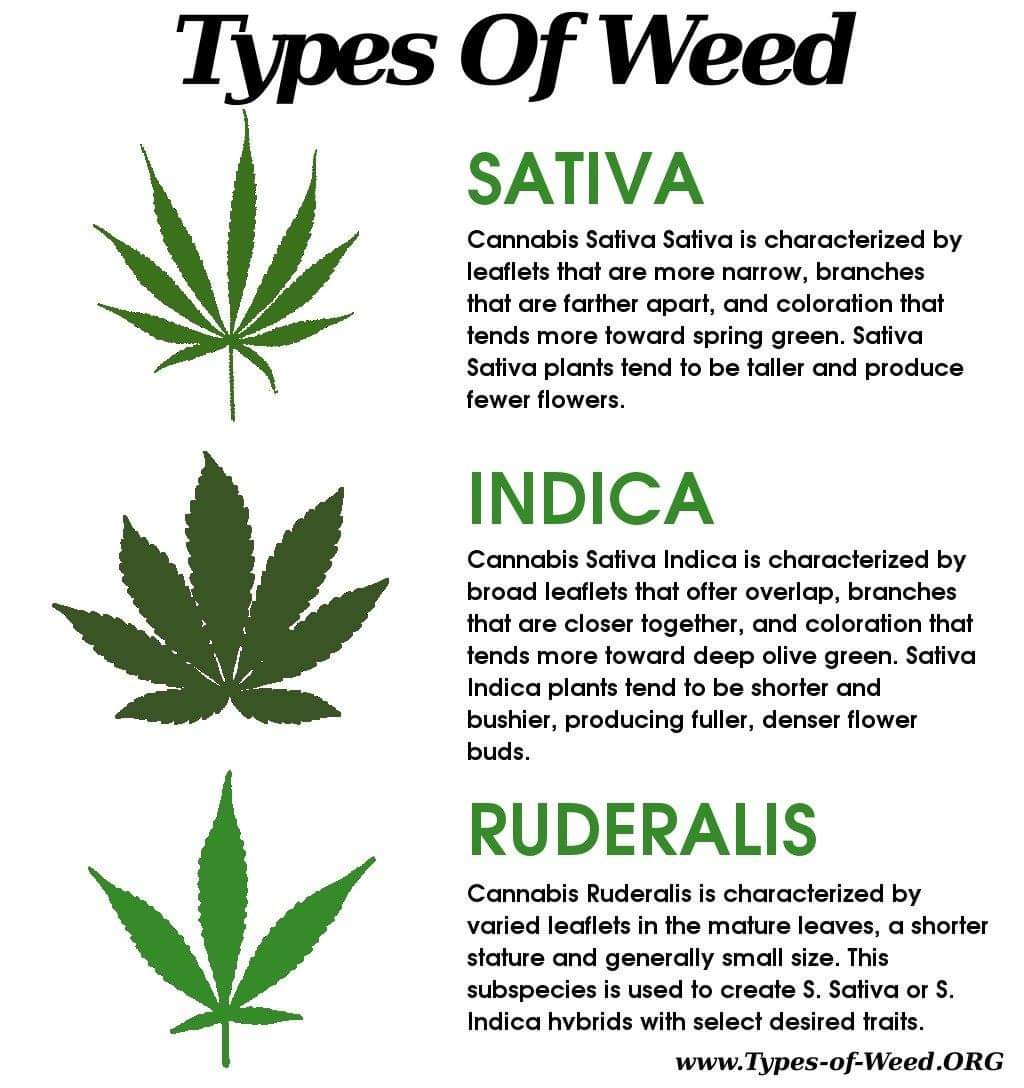 Types Of Weed
SATIVA
Cannabis Sativa Sativa is characterized by
leaflets that are more narrow, branches
that are farther apart, and coloration that
tends more toward spring green. Sativa
Sativa plants tend to be taller and produce
fewer flowers.
INDICA
Cannabis Sativa Indica is characterized by
broad leaflets that ofter overlap, branches
that are closer together, and coloration that
tends more toward deep olive green. Sativa
Indica plants tend to be shorter and
bushier, producing fuller, denser flower
buds.
RUDERALIS
Cannabis Ruderalis is characterized by
varied leaflets in the mature leaves, a shorter
stature and generally small size. This
subspecies is used to create S. Sativa or S.
Indica hvbrids with select desired traits.
www.Types-of-Weed.ORG